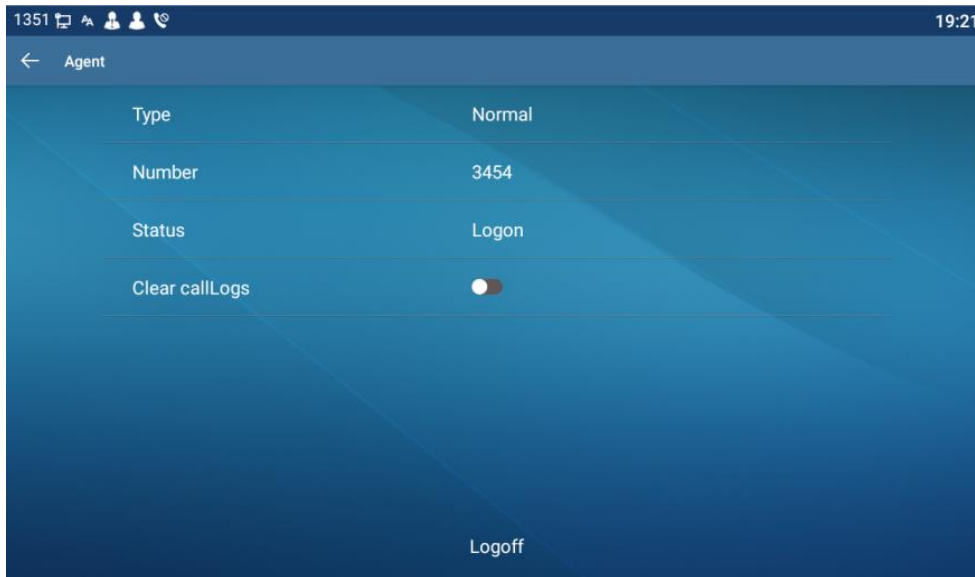 1351 19:21
Agent
Type Normal
Number 3454
Status Logon
Clear callLogs
Logoff